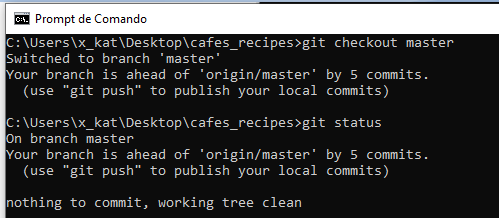 Prompt de Comando
C:\Users\x_kat\Desktop\cafes_recipes>git checkout master
Switched to branch 'master'
Your branch is ahead of 'origin/master' by 5 commits.
  (use "git push" to publish your local commits)
C:\Users\x_kat\Desktop\cafes_recipes>git status
On branch master
Your branch is ahead of 'origin/master' by 5 commits.
  (use "git push" to publish your local commits)
nothing to commit, working tree clean